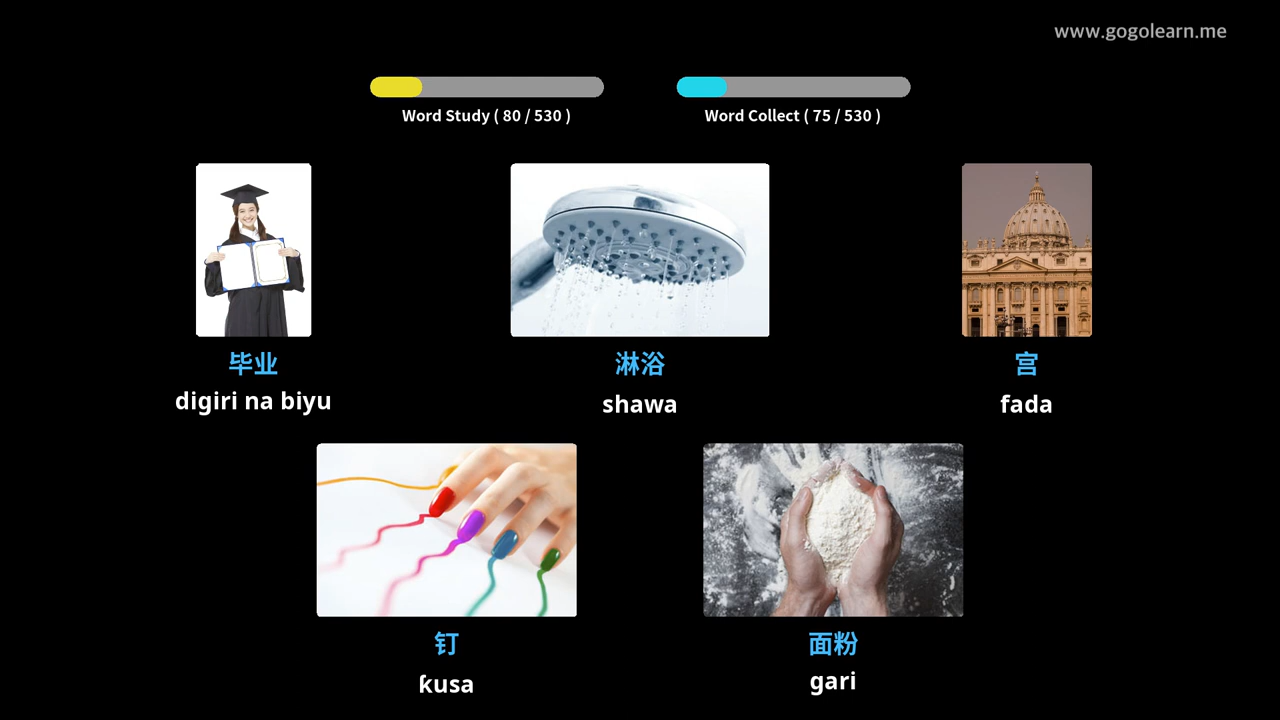 www.gogolearn.me
Word Study ( 80 / 530 )
Word Collect ( 75 / 530 )
毕业
digiri na biyu
淋浴
shawa
宫
fada
钉
ƙusa
面粉
gari